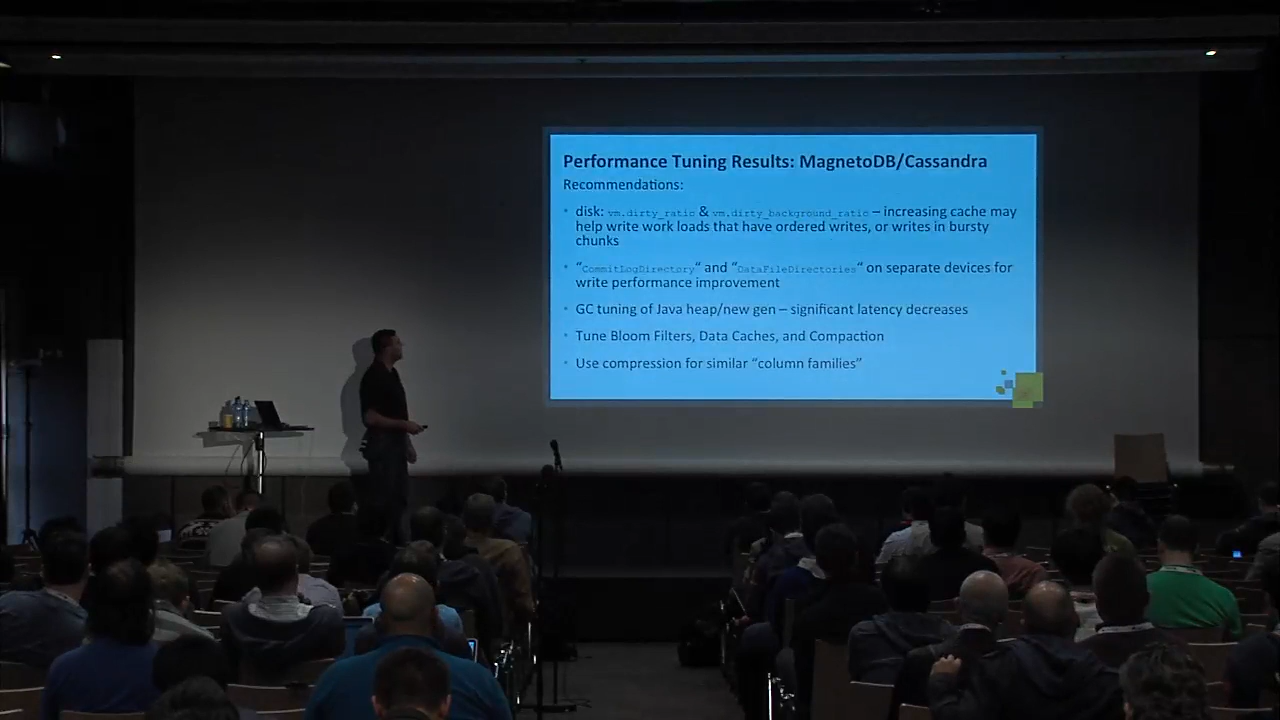 Performance Tuning Results: MagnetoDB/Cassandra
Recommendations:
• disk: vm.dirty_ratio & vm.dirty_background_ratio – increasing cache may
help write work loads that have ordered writes, or writes in bursty
chunks
• “CommitLogDirectory“ and “DataFileDirectories“ on separate devices for
write performance improvement
• GC tuning of Java heap/new gen – significant latency decreases
• Tune Bloom Filters, Data Caches, and Compaction
• Use compression for similar “column families”